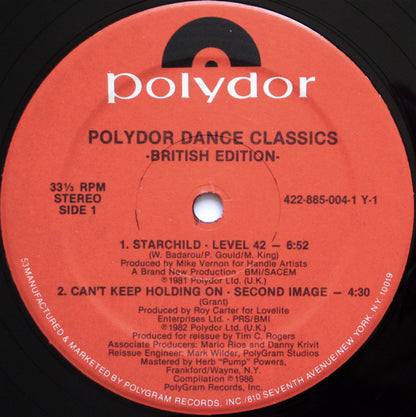 polydor
POLYDOR DANCE CLASSICS
-BRITISH EDITION-
33⅓ RPM
STEREO
SIDE 1
422-885-004-1 Y-1
1. STARCHILD - LEVEL 42 — 6:52
(W. Badarou/P. Gould/M. King)
Produced by Mike Vernon for Handle Artists
A Brand New Production BMI/SACEM
℗1981 Polydor Ltd. (U.K.)
2. CAN'T KEEP HOLDING ON - SECOND IMAGE — 4:30
(Grant)
Produced by Roy Carter for Lovelite
Enterprises Ltd. - PRS/BMI
℗ 1982 Polydor Ltd. (U.K.)
Produced for reissue by Tim C. Rogers
Associate Producers: Mario Rios and Danny Krivit
Reissue Engineer: Mark Wilder, PolyGram Studios
Mastered by Herb "Pump" Powers,
Frankford/Wayne, N.Y.
Compilation ℗1986
PolyGram Records, Inc.
53 MANUFACTURED & MARKETED BY POLYGRAM RECORDS, INC./810 SEVENTH AVENUE/NEW YORK, N.Y. 10019